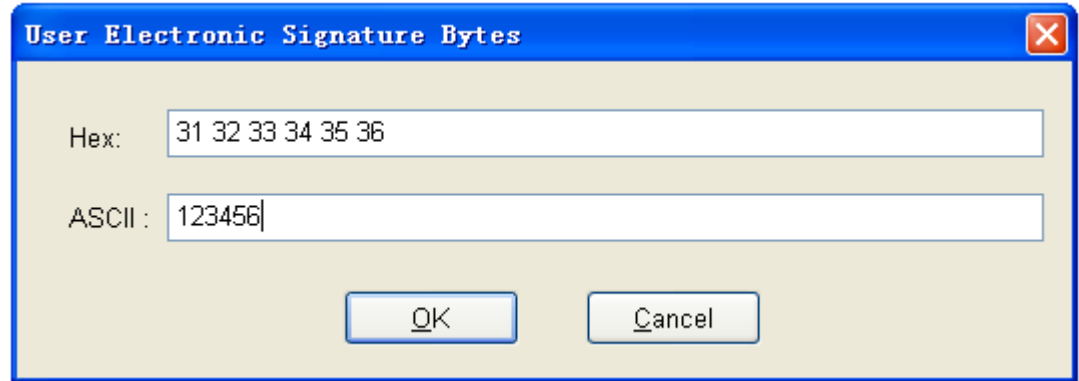 User Electronic Signature Bytes
Hex: 31 32 33 34 35 36
ASCII : 123456
OK Cancel